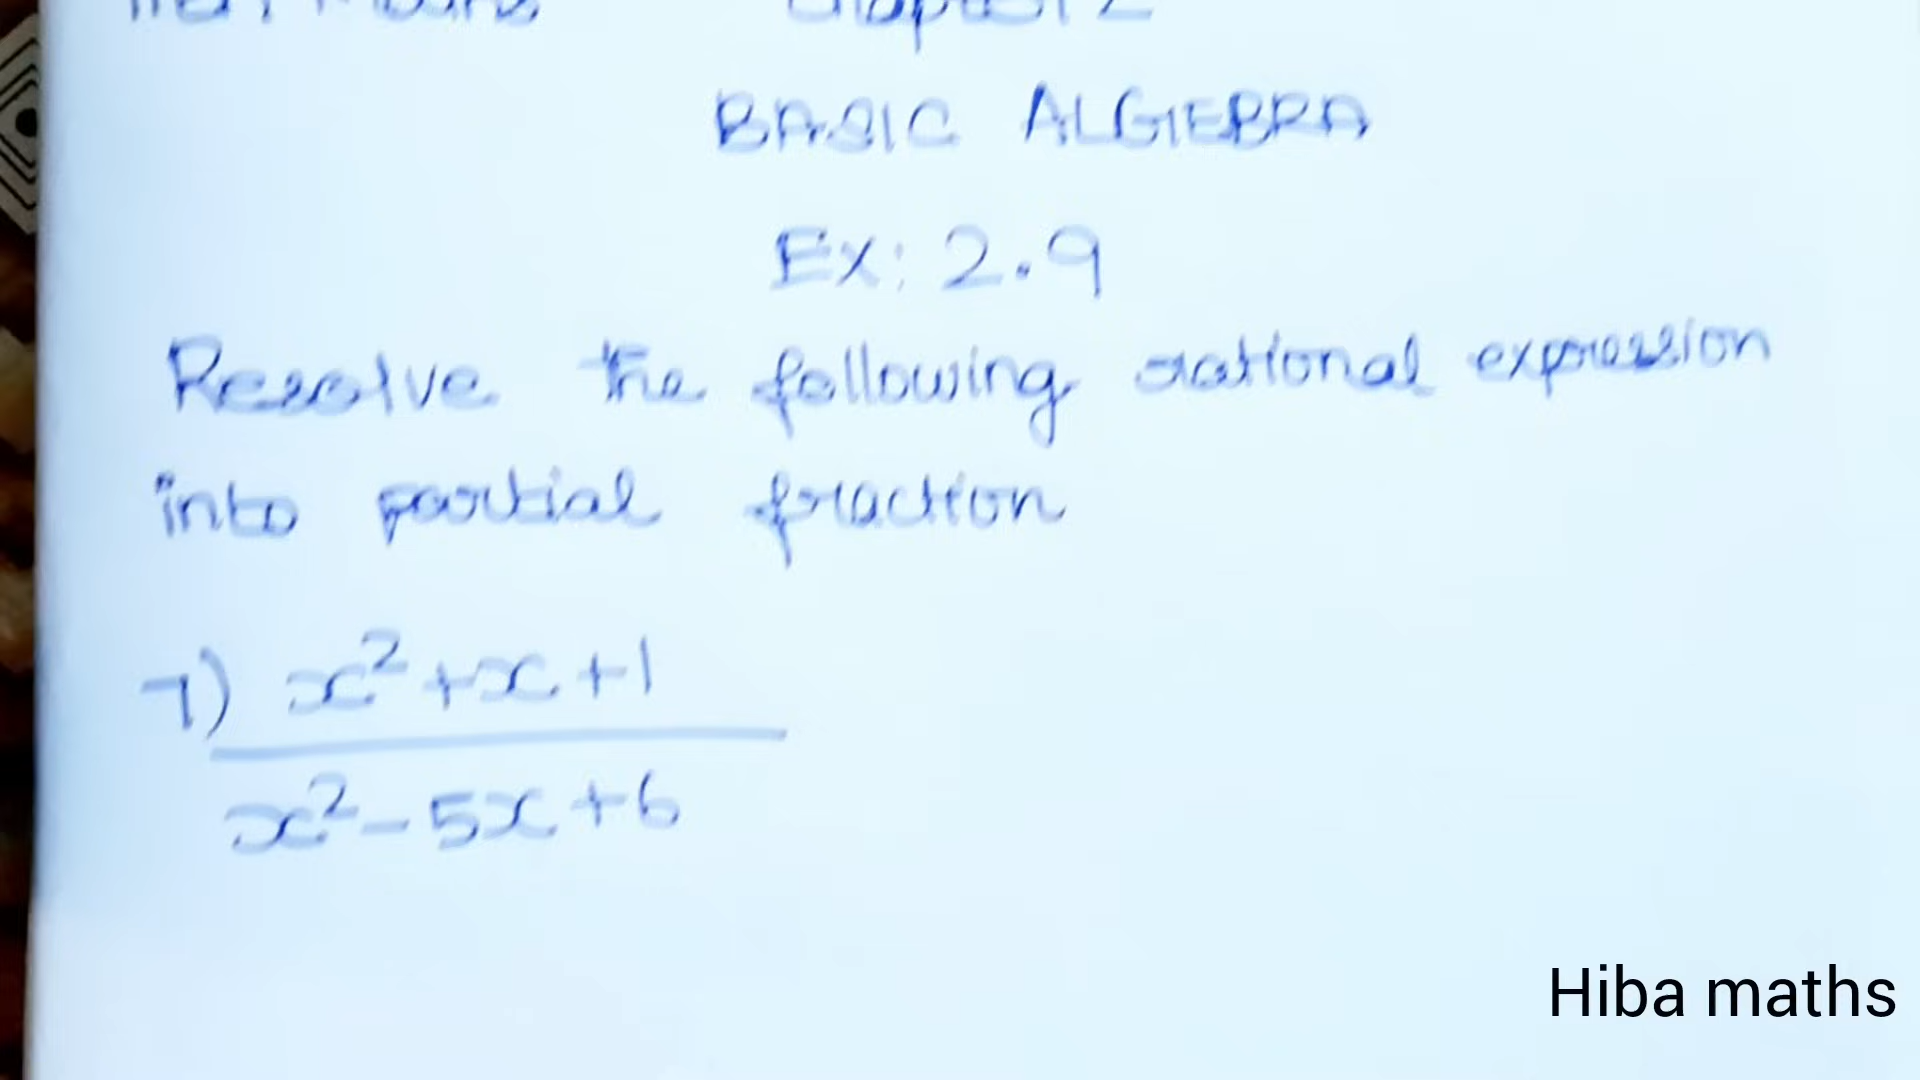 BASIC ALGEBRA
Ex: 2.9
Resolve the following rational expression
into partial fraction
7) x² + x + 1
x² - 5x + 6
Hiba maths